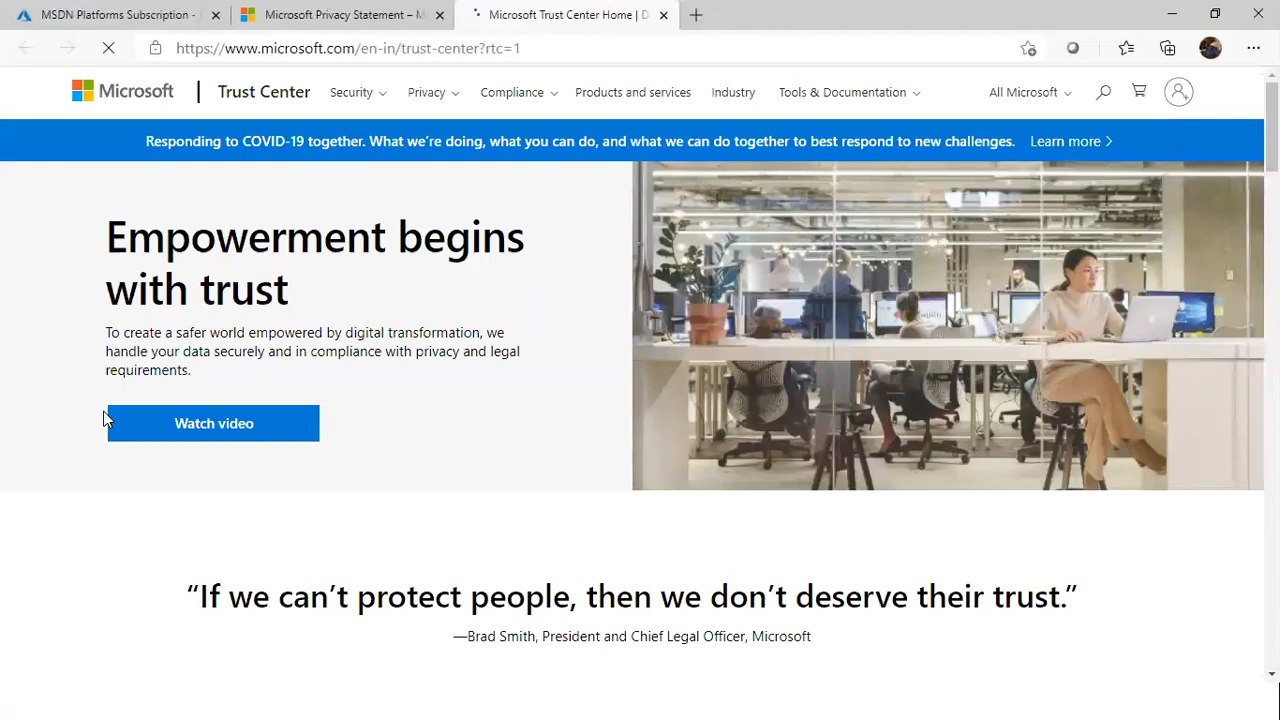 MSDN Platforms Subscription -
Microsoft Privacy Statement – M
Microsoft Trust Center Home | D
https://www.microsoft.com/en-in/trust-center?rtc=1
Microsoft
Trust Center
Security
Privacy
Compliance
Products and services
Industry
Tools & Documentation
All Microsoft
Responding to COVID-19 together. What we’re doing, what you can do, and what we can do together to best respond to new challenges. Learn more
Empowerment begins
with trust
To create a safer world empowered by digital transformation, we
handle your data securely and in compliance with privacy and legal
requirements.
Watch video
“If we can’t protect people, then we don’t deserve their trust.”
—Brad Smith, President and Chief Legal Officer, Microsoft